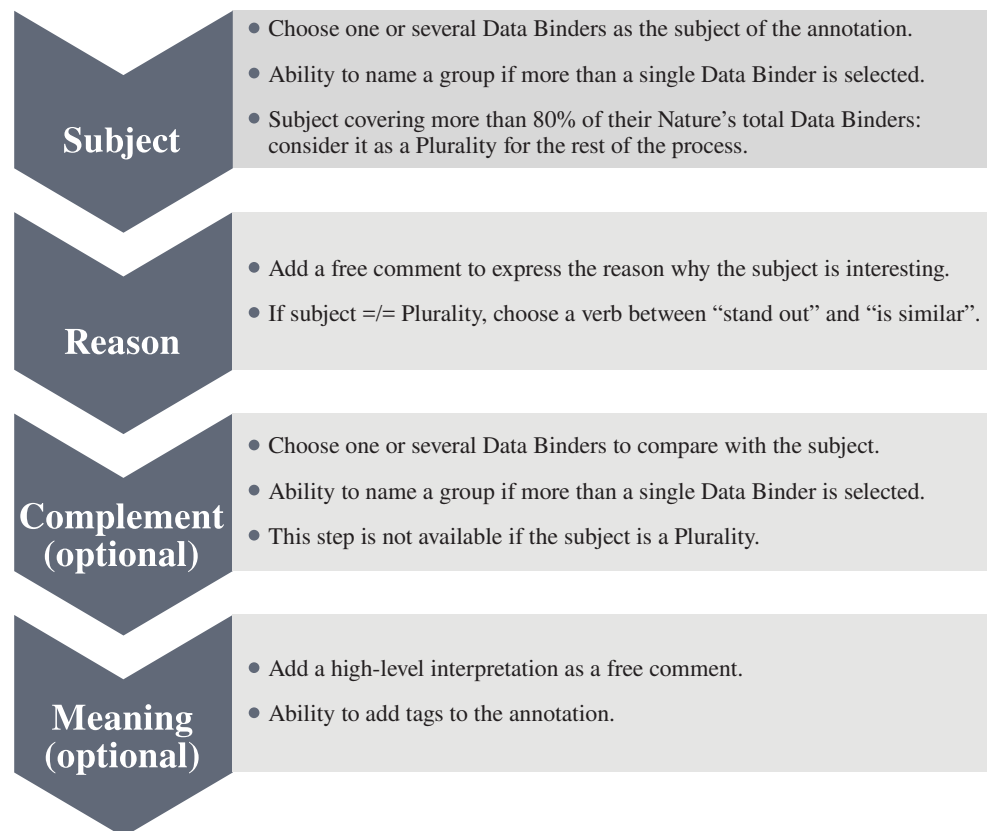 Subject
● Choose one or several Data Binders as the subject of the annotation.
● Ability to name a group if more than a single Data Binder is selected.
● Subject covering more than 80% of their Nature’s total Data Binders:
consider it as a Plurality for the rest of the process.
Reason
● Add a free comment to express the reason why the subject is interesting.
● If subject =/= Plurality, choose a verb between “stand out” and “is similar”.
Complement
(optional)
● Choose one or several Data Binders to compare with the subject.
● Ability to name a group if more than a single Data Binder is selected.
● This step is not available if the subject is a Plurality.
Meaning
(optional)
● Add a high-level interpretation as a free comment.
● Ability to add tags to the annotation.